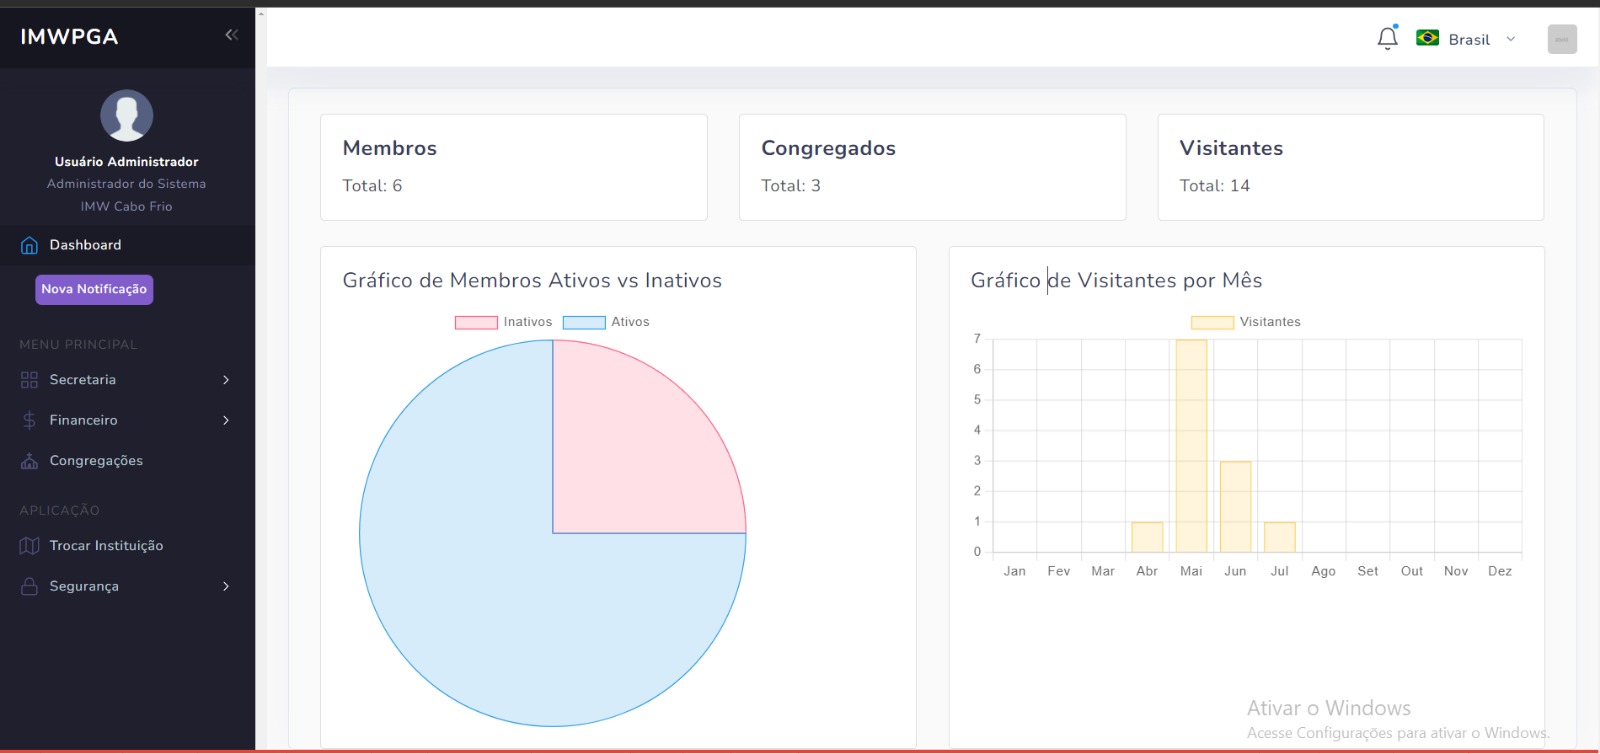 IMWPGA
Brasil
Usuário Administrador
Administrador do Sistema
IMW Cabo Frio
Dashboard
Nova Notificação
MENU PRINCIPAL
Secretaria
Financeiro
Congregações
APLICAÇÃO
Trocar Instituição
Segurança
Membros
Total: 6
Congregados
Total: 3
Visitantes
Total: 14
Gráfico de Membros Ativos vs Inativos
Inativos Ativos
Gráfico de Visitantes por Mês
Visitantes
7
6
5
4
3
2
1
0
Jan Fev Mar Abr Mai Jun Jul Ago Set Out Nov Dez
Ativar o Windows
Acesse Configurações para ativar o Windows.